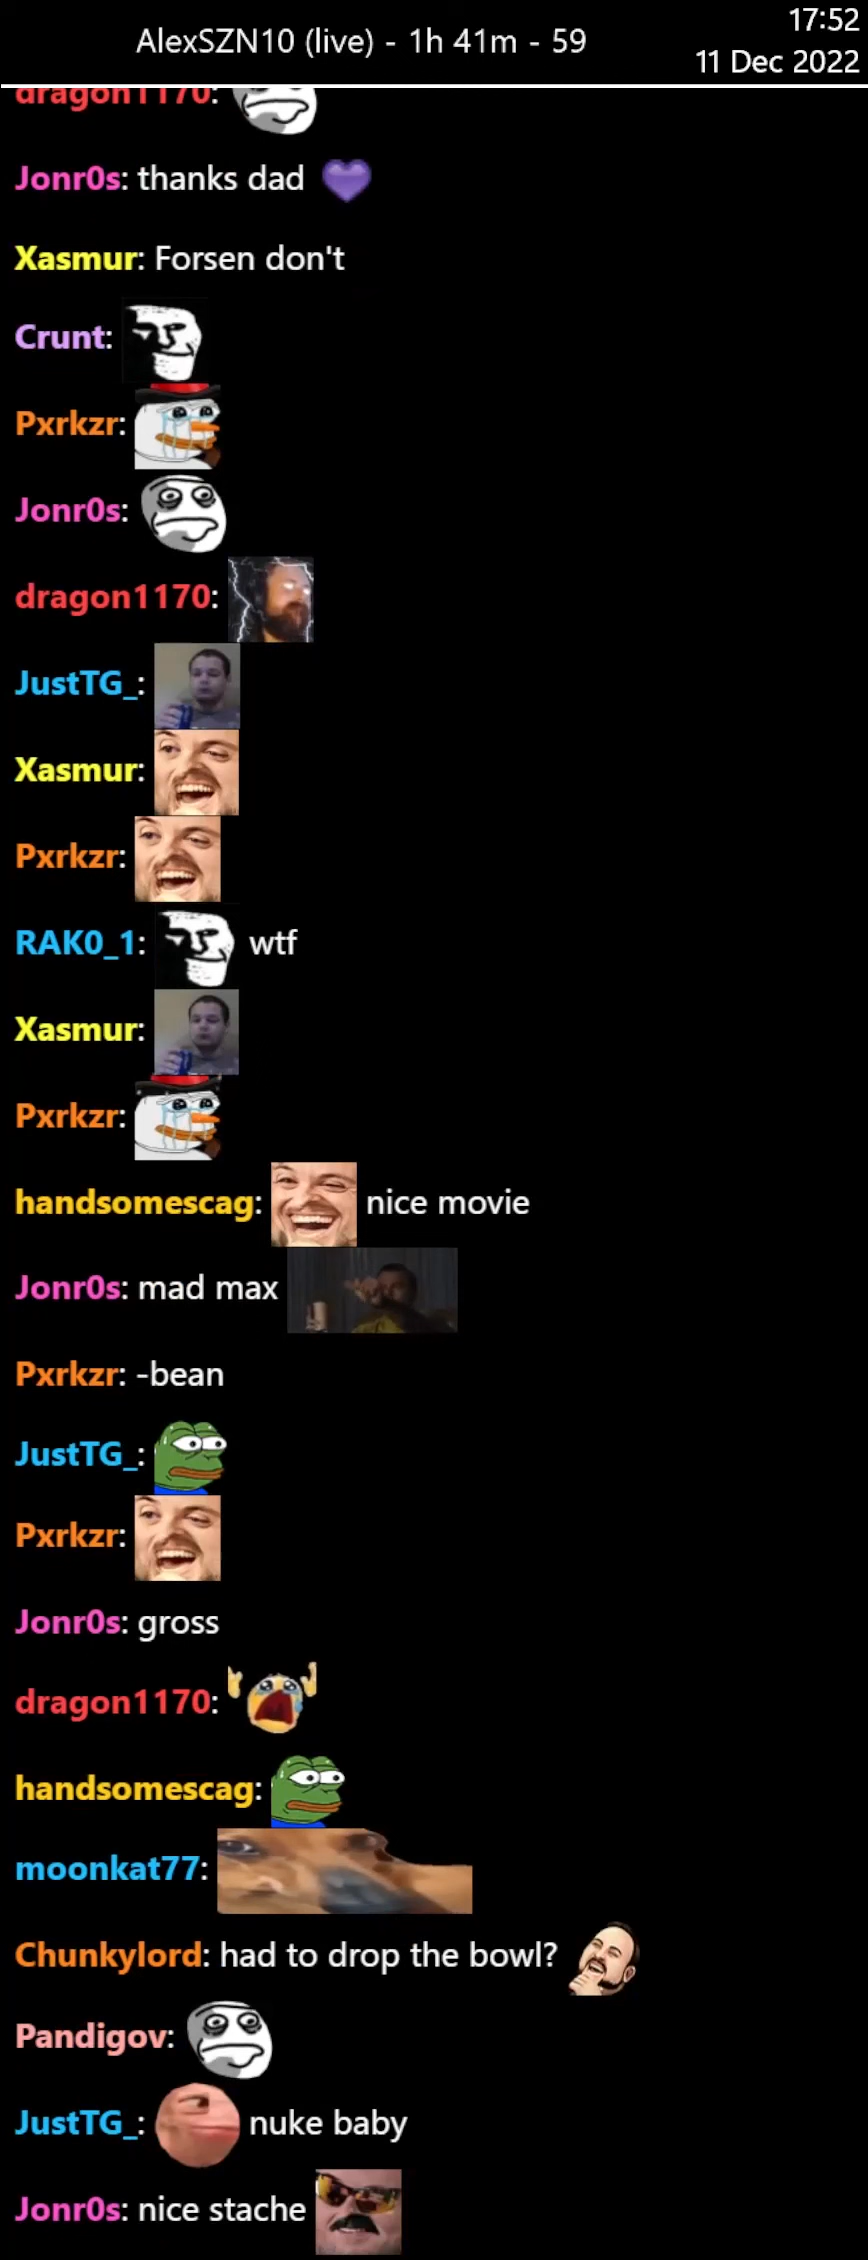 17:52
AlexSZN10 (live) - 1h 41m - 59
11 Dec 2022
dragon1170:
Jonr0s: thanks dad
Xasmur: Forsen don't
Crunt:
Pxrkzr:
Jonr0s:
dragon1170:
JustTG_:
Xasmur:
Pxrkzr:
RAK0_1: wtf
Xasmur:
Pxrkzr:
handsomescag: nice movie
Jonr0s: mad max
Pxrkzr: -bean
JustTG_:
Pxrkzr:
Jonr0s: gross
dragon1170:
handsomescag:
moonkat77:
Chunkylord: had to drop the bowl?
Pandigov:
JustTG_: nuke baby
Jonr0s: nice stache